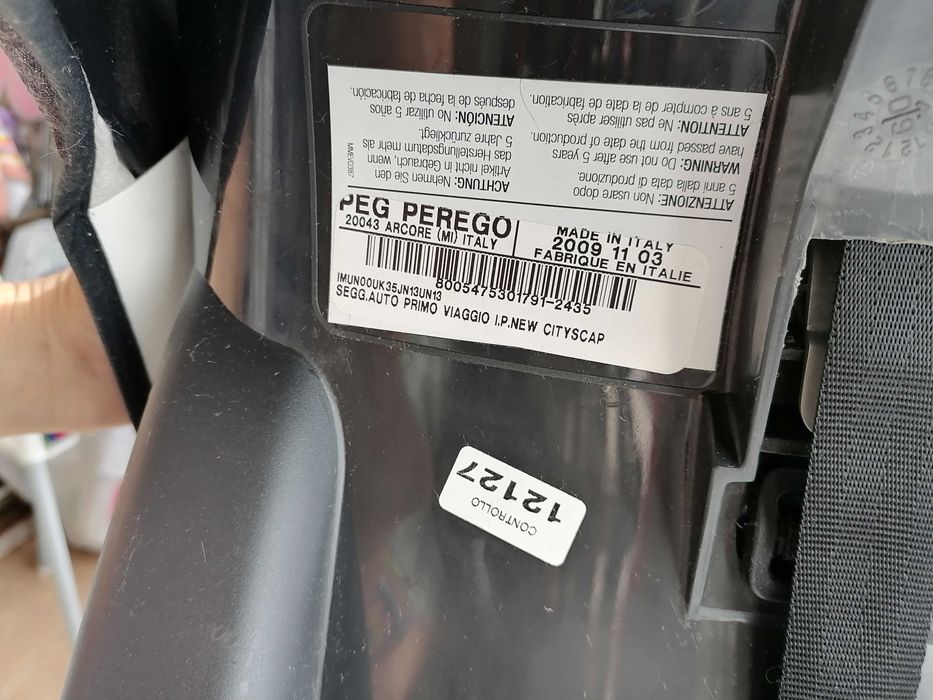 PEG PEREGO
20043 ARCORE (MI) ITALY
MADE IN ITALY
2009 11 03
FABRIQUE EN ITALIE
8005475301791-2435
IMUN00UK35JN13UN13
SEGG.AUTO PRIMO VIAGGIO I.P.NEW CITYSCAP
ATTENZIONE: Non usare dopo
5 anni dalla data di produzione.
WARNING: Do not use after 5 years
have passed from the date of production.
ATTENTION: Ne pas utiliser après
5 ans à compter de la date de fabrication.
ACHTUNG: Nehmen Sie den
Artikel nicht in Gebrauch, wenn
das Herstellungsdatum mehr als
5 Jahre zurückliegt.
ATENCIÓN: No utilizar 5 años
después de la fecha de fabricación.
CONTROLLO
12127